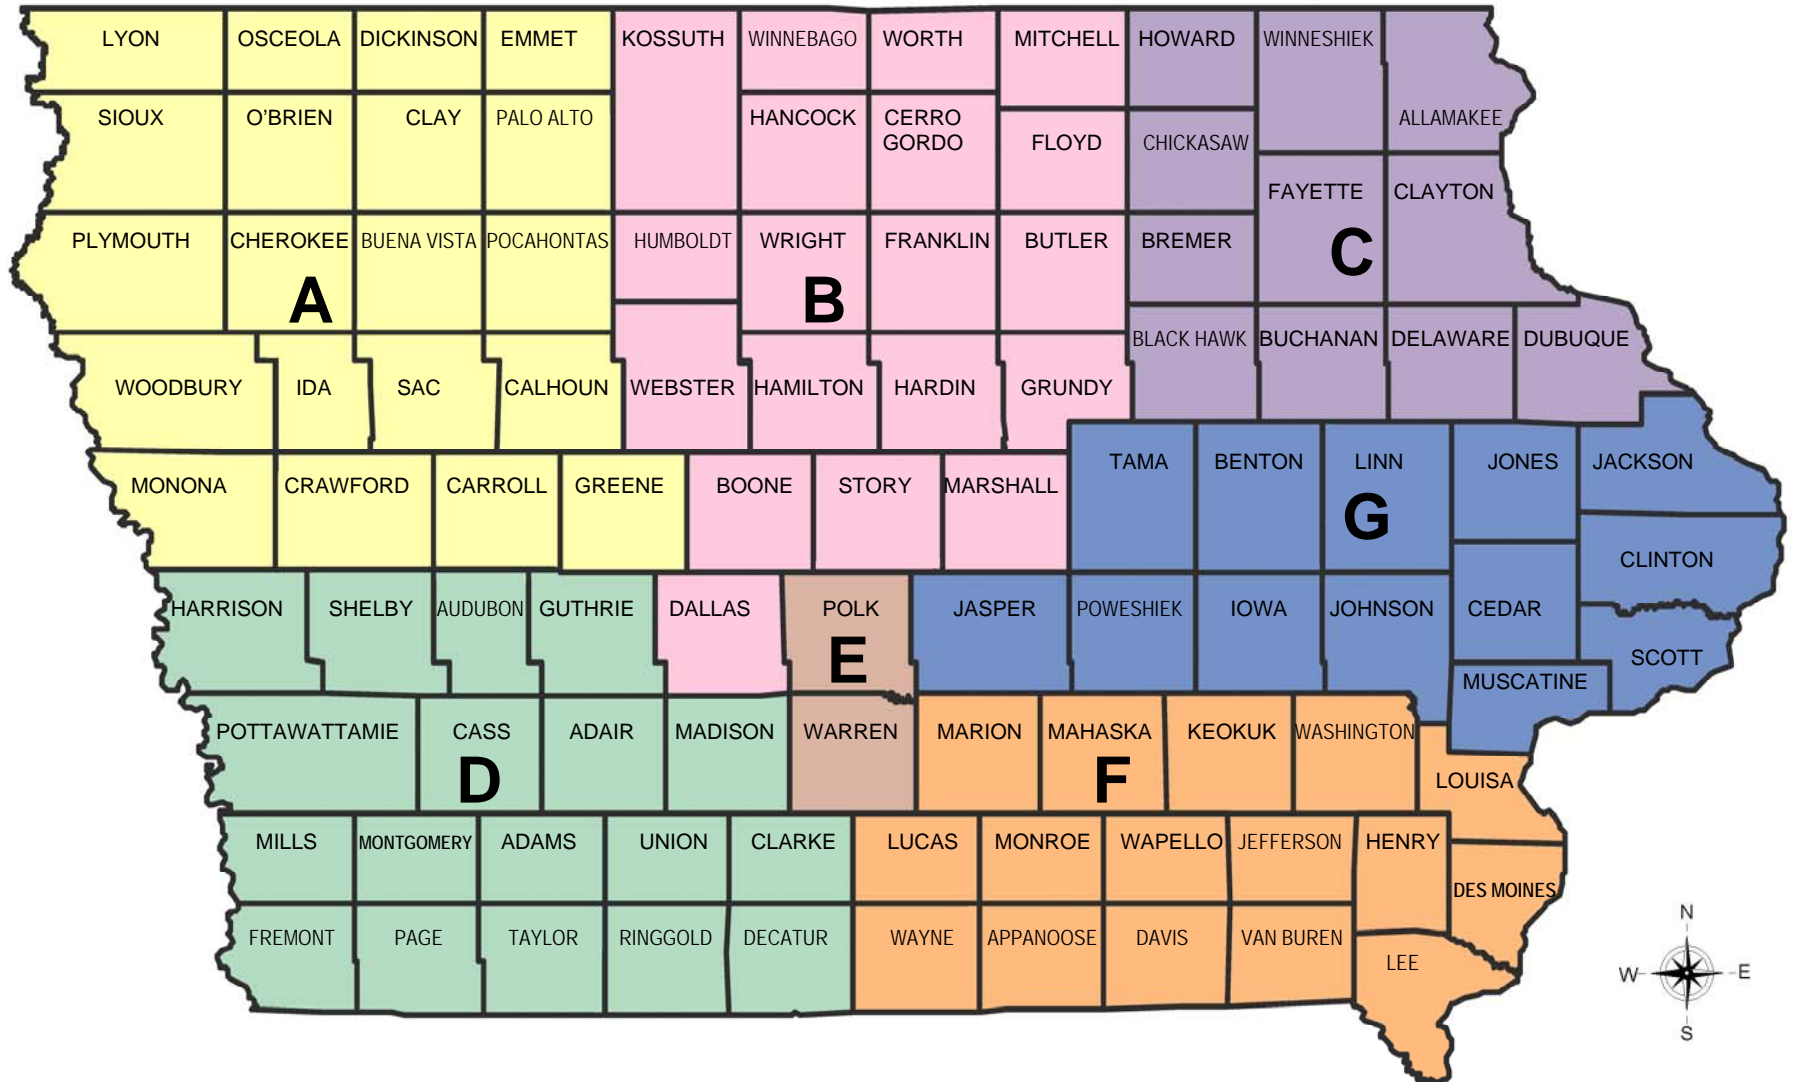 LYON OSCEOLA DICKINSON EMMET KOSSUTH WINNEBAGO WORTH MITCHELL HOWARD WINNESHIEK
SIOUX O'BRIEN CLAY PALO ALTO HANCOCK CERRO GORDO FLOYD CHICKASAW ALLAMAKEE
FAYETTE CLAYTON
PLYMOUTH CHEROKEE BUENA VISTA POCAHONTAS HUMBOLDT WRIGHT FRANKLIN BUTLER BREMER
A B C
BLACK HAWK BUCHANAN DELAWARE DUBUQUE
WOODBURY IDA SAC CALHOUN WEBSTER HAMILTON HARDIN GRUNDY
TAMA BENTON LINN JONES JACKSON
MONONA CRAWFORD CARROLL GREENE BOONE STORY MARSHALL
G
CLINTON
HARRISON SHELBY AUDUBON GUTHRIE DALLAS POLK JASPER POWESHIEK IOWA JOHNSON CEDAR
E
SCOTT
MUSCATINE
POTTAWATTAMIE CASS ADAIR MADISON WARREN MARION MAHASKA KEOKUK WASHINGTON
D F
LOUISA
MILLS MONTGOMERY ADAMS UNION CLARKE LUCAS MONROE WAPELLO JEFFERSON HENRY
DES MOINES
FREMONT PAGE TAYLOR RINGGOLD DECATUR WAYNE APPANOOSE DAVIS VAN BUREN
LEE
N
W E
S